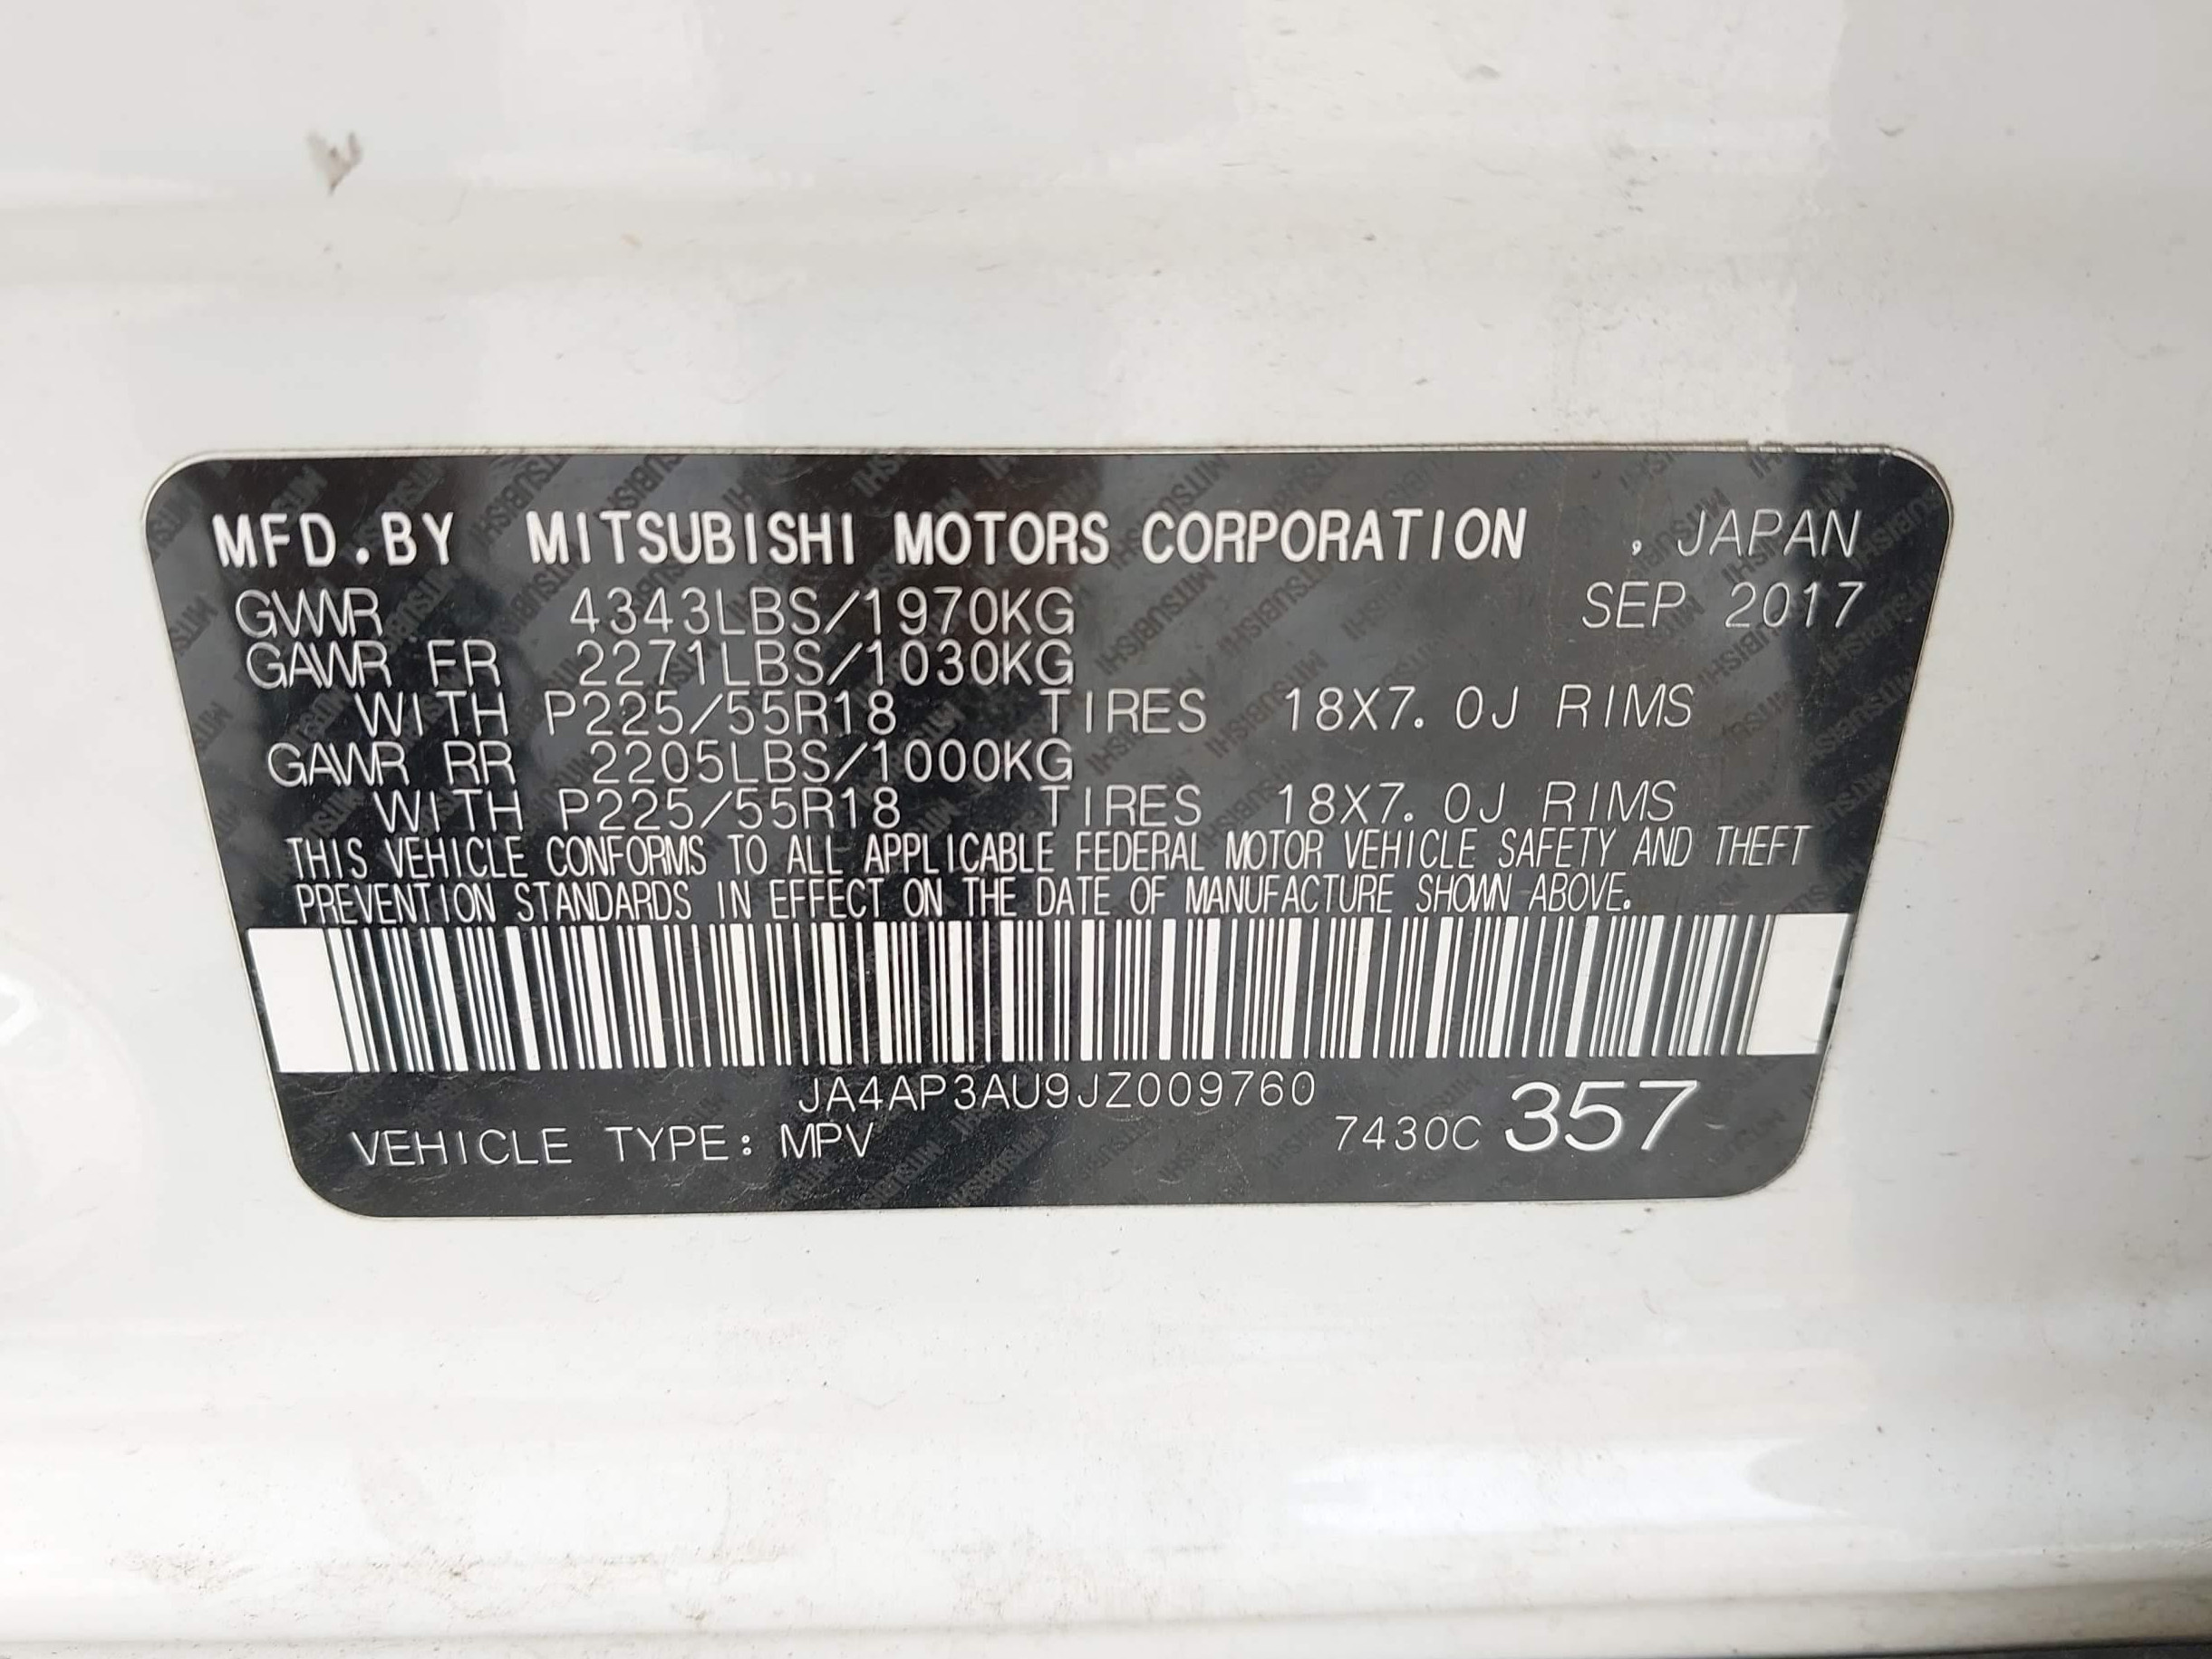 MFD.BY MITSUBISHI MOTORS CORPORATION , JAPAN
GVWR 4343LBS/1970KG SEP 2017
GAWR FR 2271LBS/1030KG
WITH P225/55R18 TIRES 18X7.0J RIMS
GAWR RR 2205LBS/1000KG
WITH P225/55R18 TIRES 18X7.0J RIMS
THIS VEHICLE CONFORMS TO ALL APPLICABLE FEDERAL MOTOR VEHICLE SAFETY AND THEFT
PREVENTION STANDARDS IN EFFECT ON THE DATE OF MANUFACTURE SHOWN ABOVE.
JA4AP3AU9JZ009760
VEHICLE TYPE: MPV 7430C 357